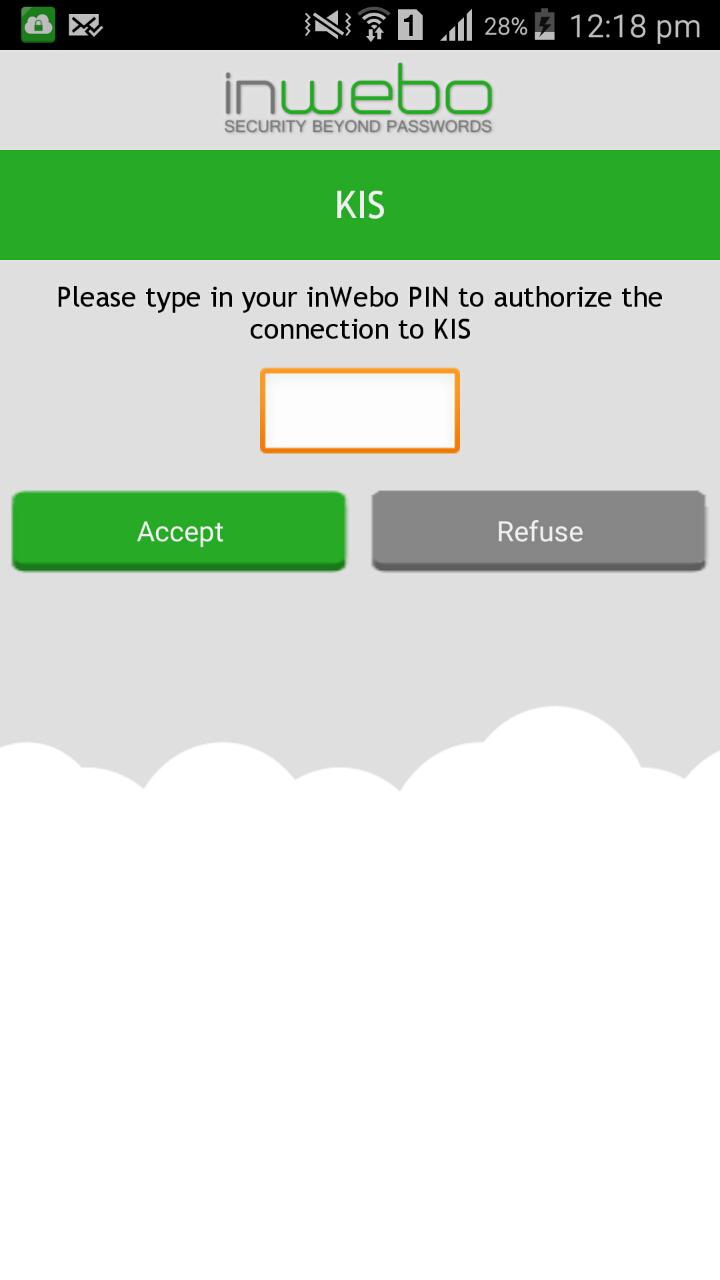 1 28% 12:18 pm
inwebo
SECURITY BEYOND PASSWORDS
KIS
Please type in your inWebo PIN to authorize the
connection to KIS
Accept Refuse